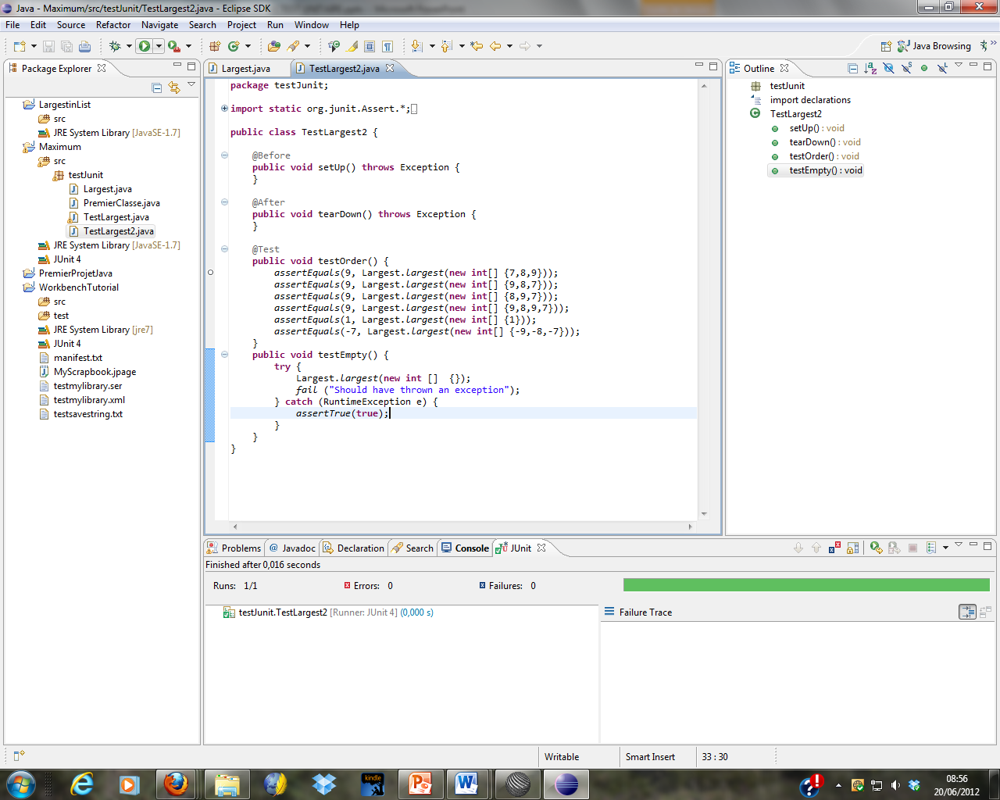 Java - Maximum/src/testJunit/TestLargest2.java - Eclipse SDK
File Edit Source Refactor Navigate Search Project Run Window Help
Java Browsing
Package Explorer
LargestinList
src
JRE System Library [JavaSE-1.7]
Maximum
src
testJunit
Largest.java
PremierClasse.java
TestLargest.java
TestLargest2.java
JRE System Library [JavaSE-1.7]
JUnit 4
PremierProjetJava
WorkbenchTutorial
src
test
JRE System Library [jre7]
JUnit 4
manifest.txt
MyScrapbook.jpage
testmylibrary.ser
testmylibrary.xml
testsavestring.txt
Largest.java TestLargest2.java
package testJunit;
import static org.junit.Assert.*;
public class TestLargest2 {
@Before
public void setUp() throws Exception {
}
@After
public void tearDown() throws Exception {
}
@Test
public void testOrder() {
assertEquals(9, Largest.largest(new int[] {7,8,9}));
assertEquals(9, Largest.largest(new int[] {9,8,7}));
assertEquals(9, Largest.largest(new int[] {8,9,7}));
assertEquals(9, Largest.largest(new int[] {9,8,9,7}));
assertEquals(1, Largest.largest(new int[] {1}));
assertEquals(-7, Largest.largest(new int[] {-9,-8,-7}));
}
public void testEmpty() {
try {
Largest.largest(new int []  {});
fail ("Should have thrown an exception");
} catch (RuntimeException e) {
assertTrue(true);
}
}
}
Outline
testJunit
import declarations
TestLargest2
setUp() : void
tearDown() : void
testOrder() : void
testEmpty() : void
Problems @ Javadoc Declaration Search Console JUnit
Finished after 0,016 seconds
Runs: 1/1 Errors: 0 Failures: 0
testJunit.TestLargest2 [Runner: JUnit 4] (0,000 s)
Failure Trace
Writable Smart Insert 33 : 30
kindle
08:56
20/06/2012